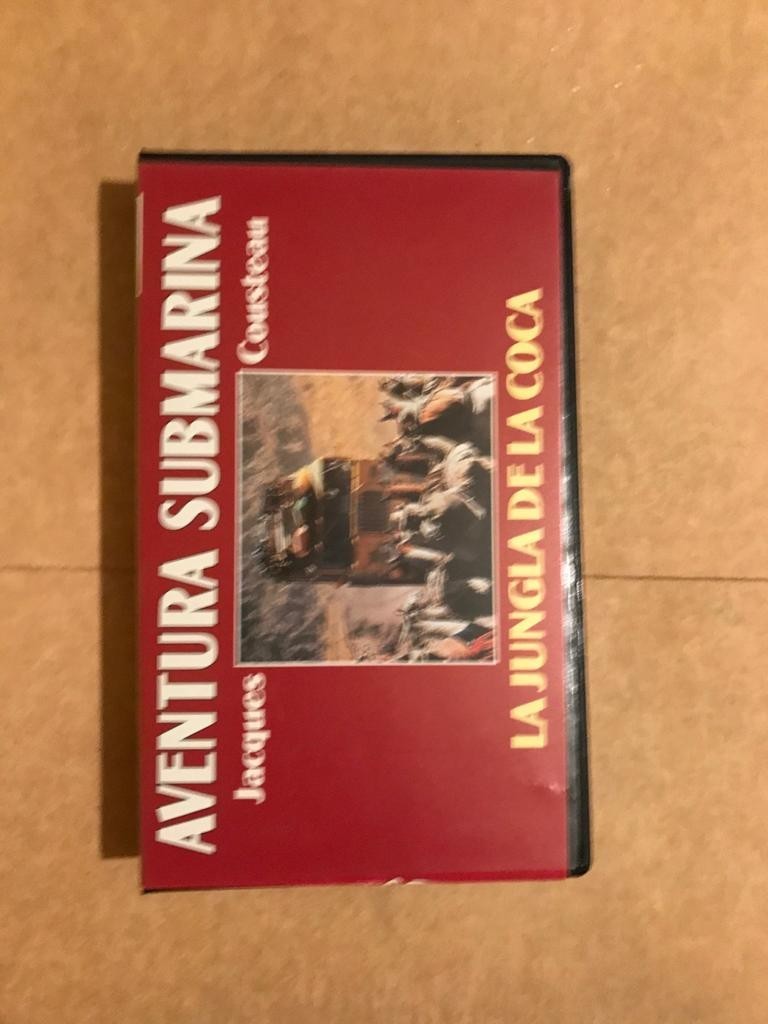 AVENTURA SUBMARINA
Jacques Cousteau
LA JUNGLA DE LA COCA